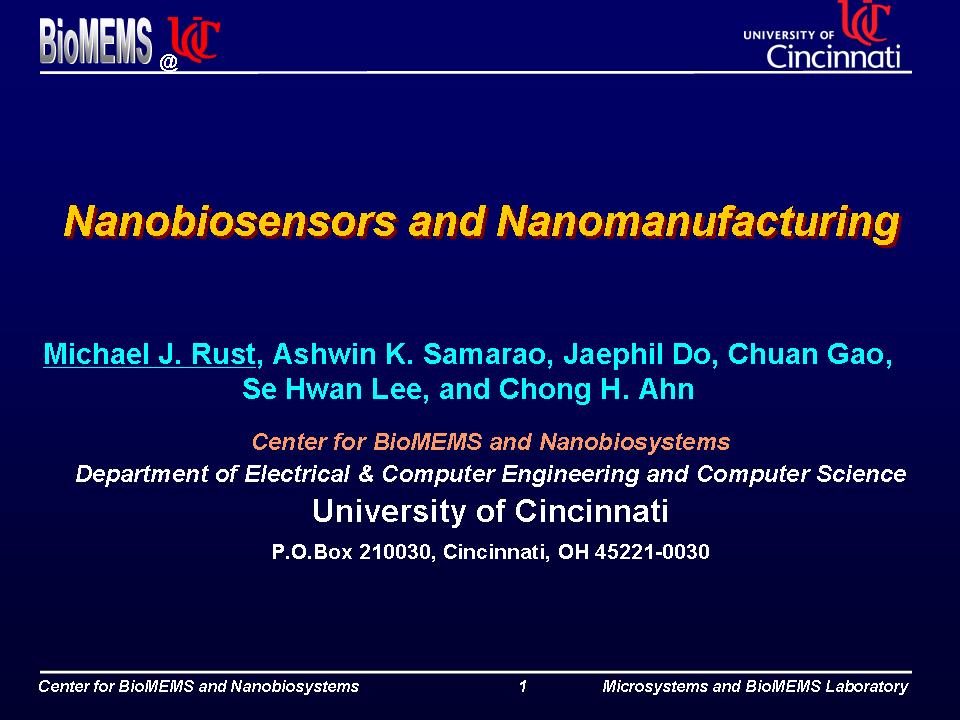 BioMEMS @ UC
UNIVERSITY OF UC
Cincinnati
Nanobiosensors and Nanomanufacturing
Michael J. Rust, Ashwin K. Samarao, Jaephil Do, Chuan Gao,
Se Hwan Lee, and Chong H. Ahn
Center for BioMEMS and Nanobiosystems
Department of Electrical & Computer Engineering and Computer Science
University of Cincinnati
P.O.Box 210030, Cincinnati, OH 45221-0030
Center for BioMEMS and Nanobiosystems 1 Microsystems and BioMEMS Laboratory